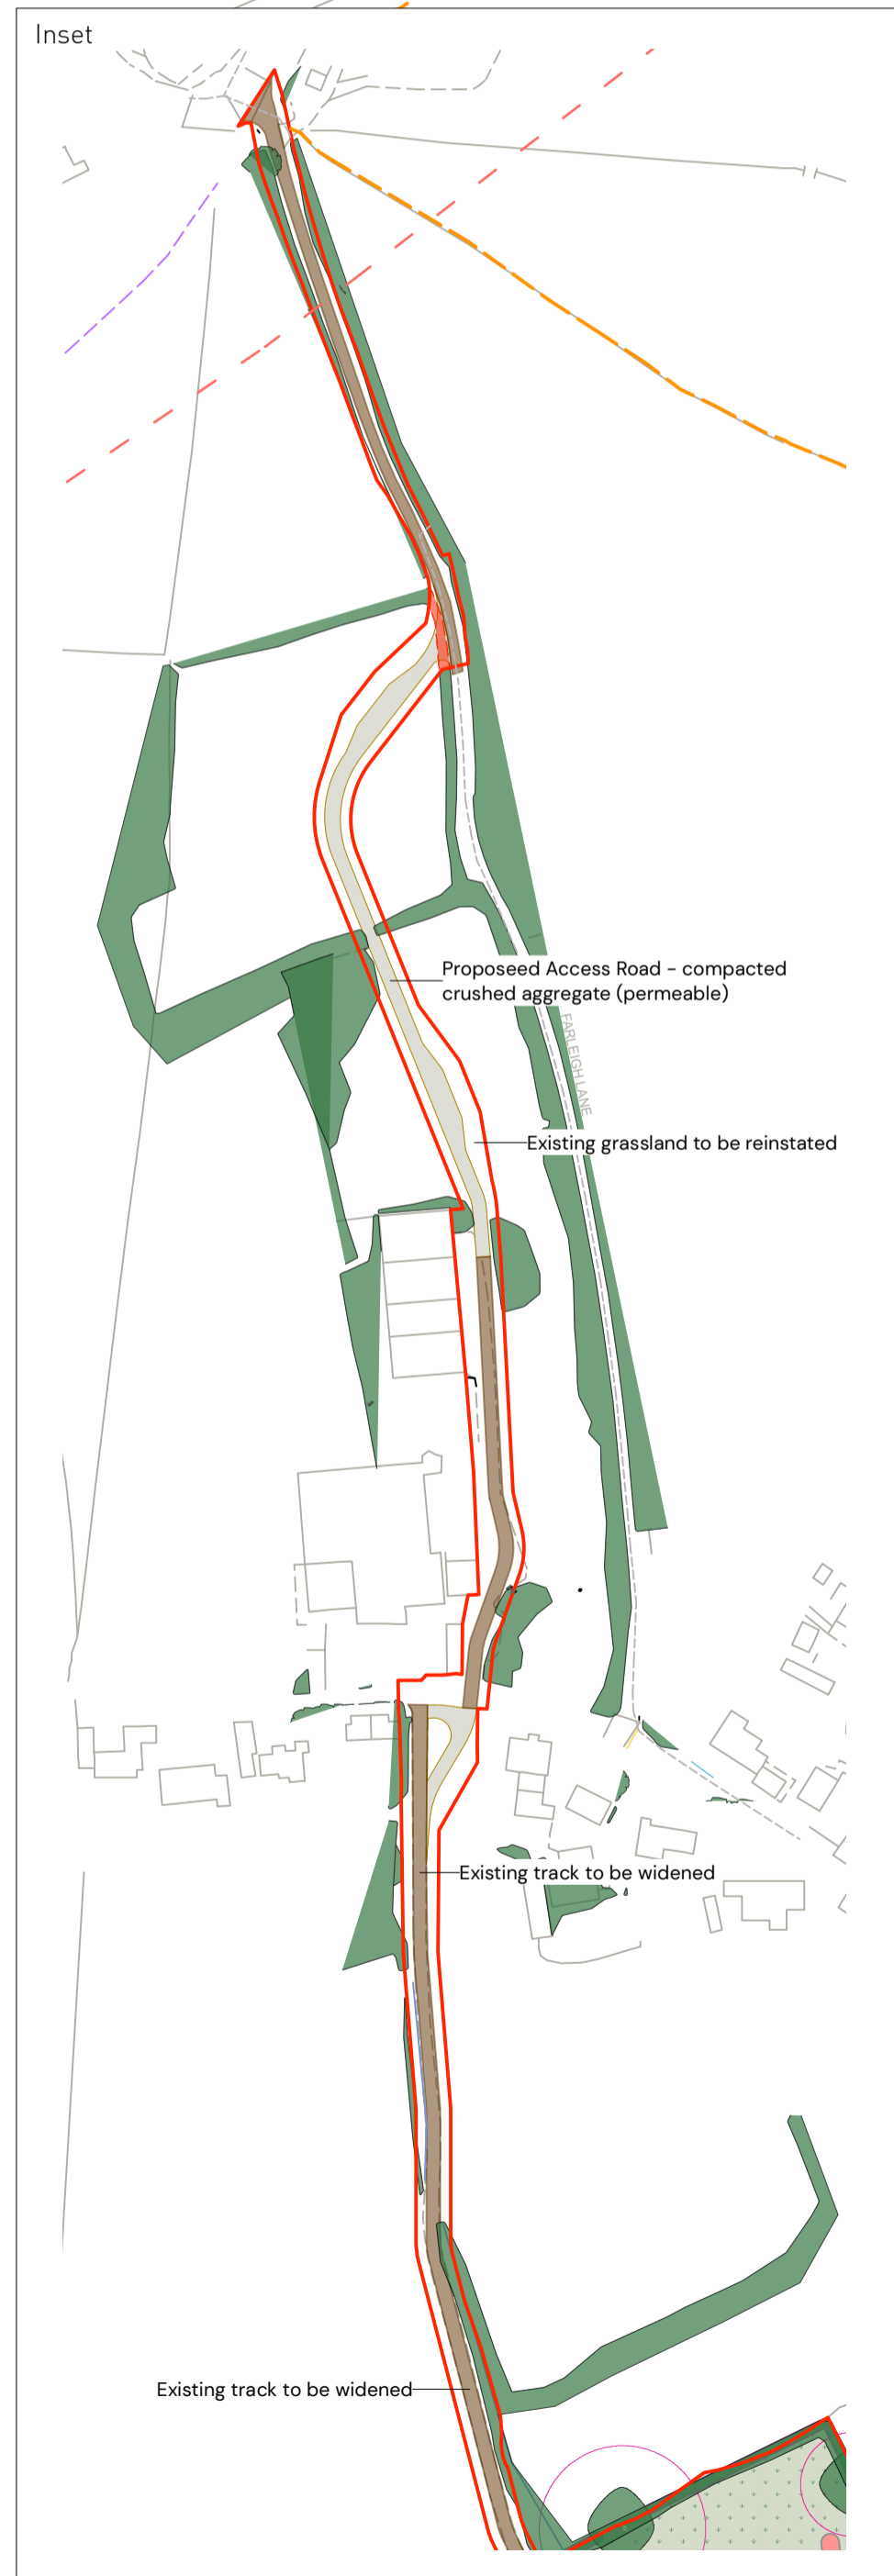 Inset
Proposeed Access Road - compacted
crushed aggregate (permeable)
FARLEIGH LANE
Existing grassland to be reinstated
Existing track to be widened
Existing track to be widened